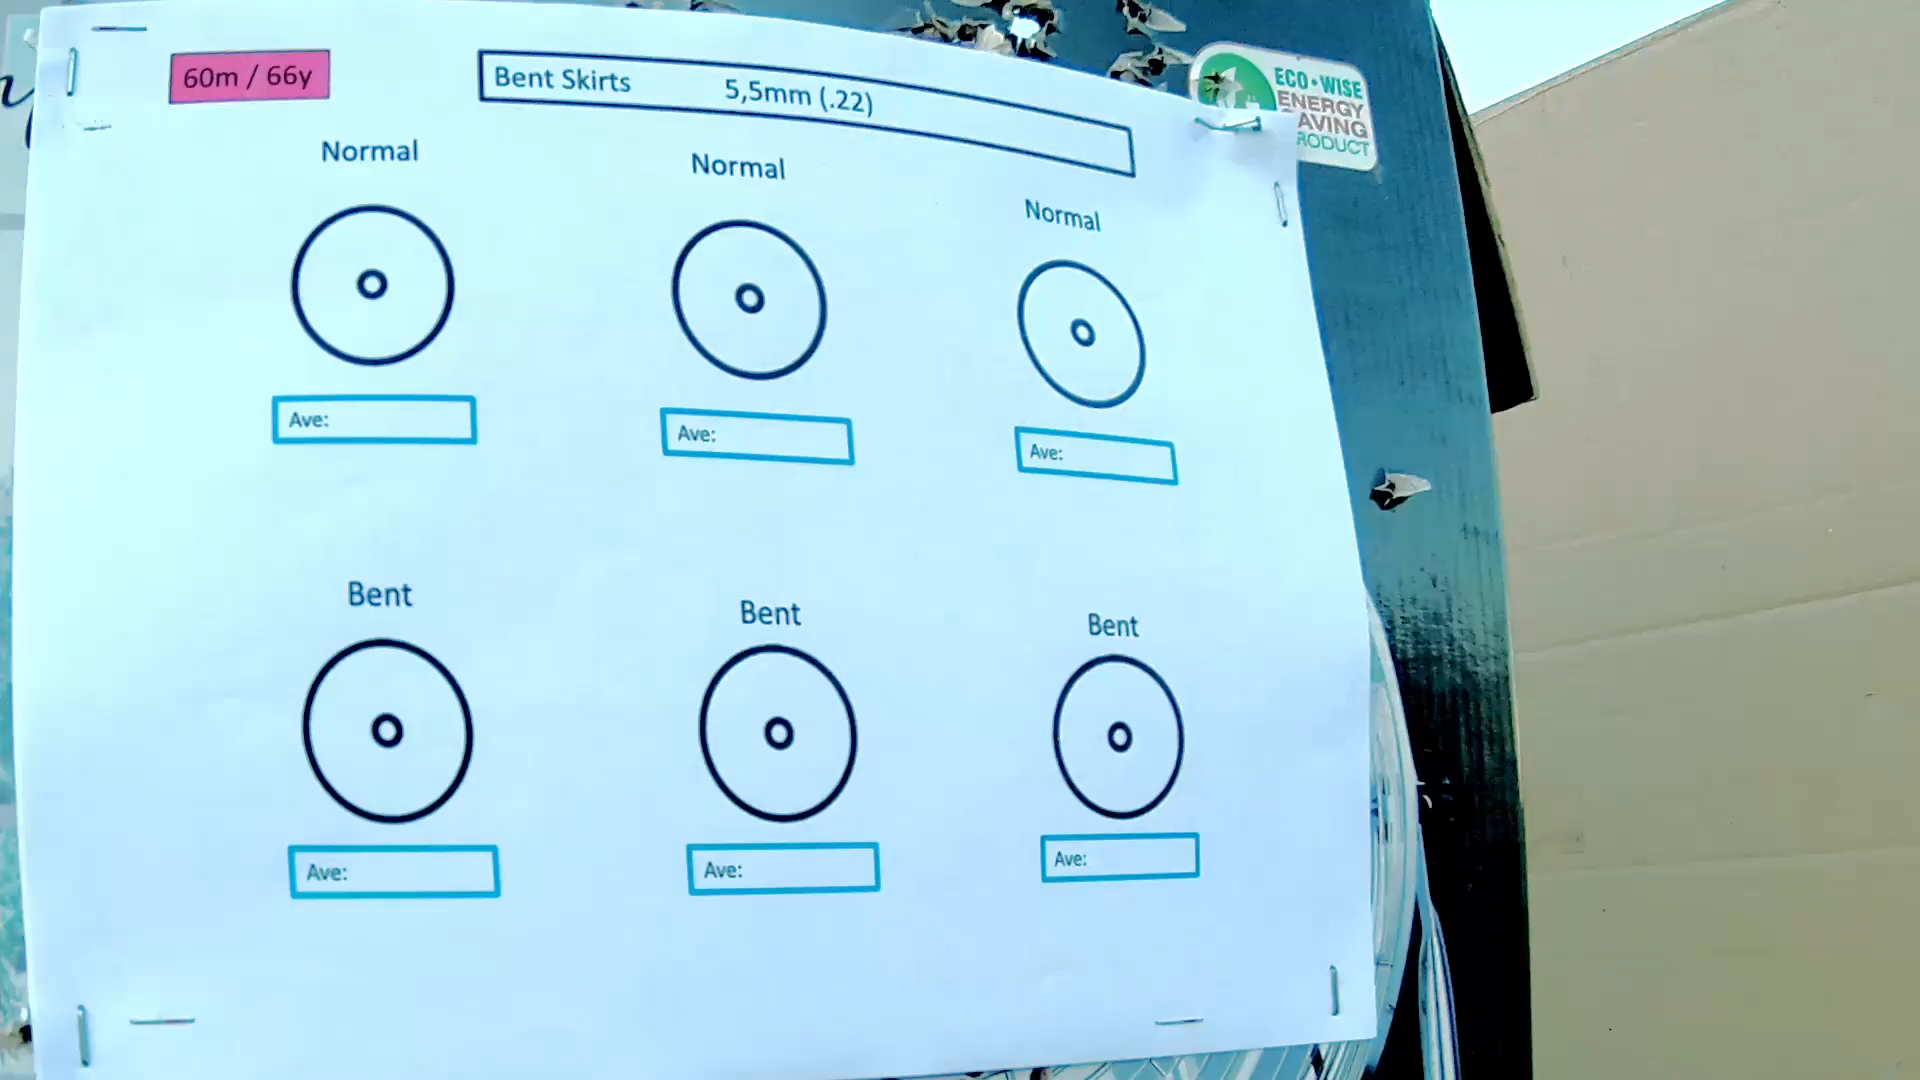 60m / 66y
Bent Skirts 5,5mm (.22)
Normal
Normal
Normal
Ave:
Ave:
Ave:
Bent
Bent
Bent
Ave:
Ave:
Ave:
ECO•WISE
ENERGY
AVING
RODUCT